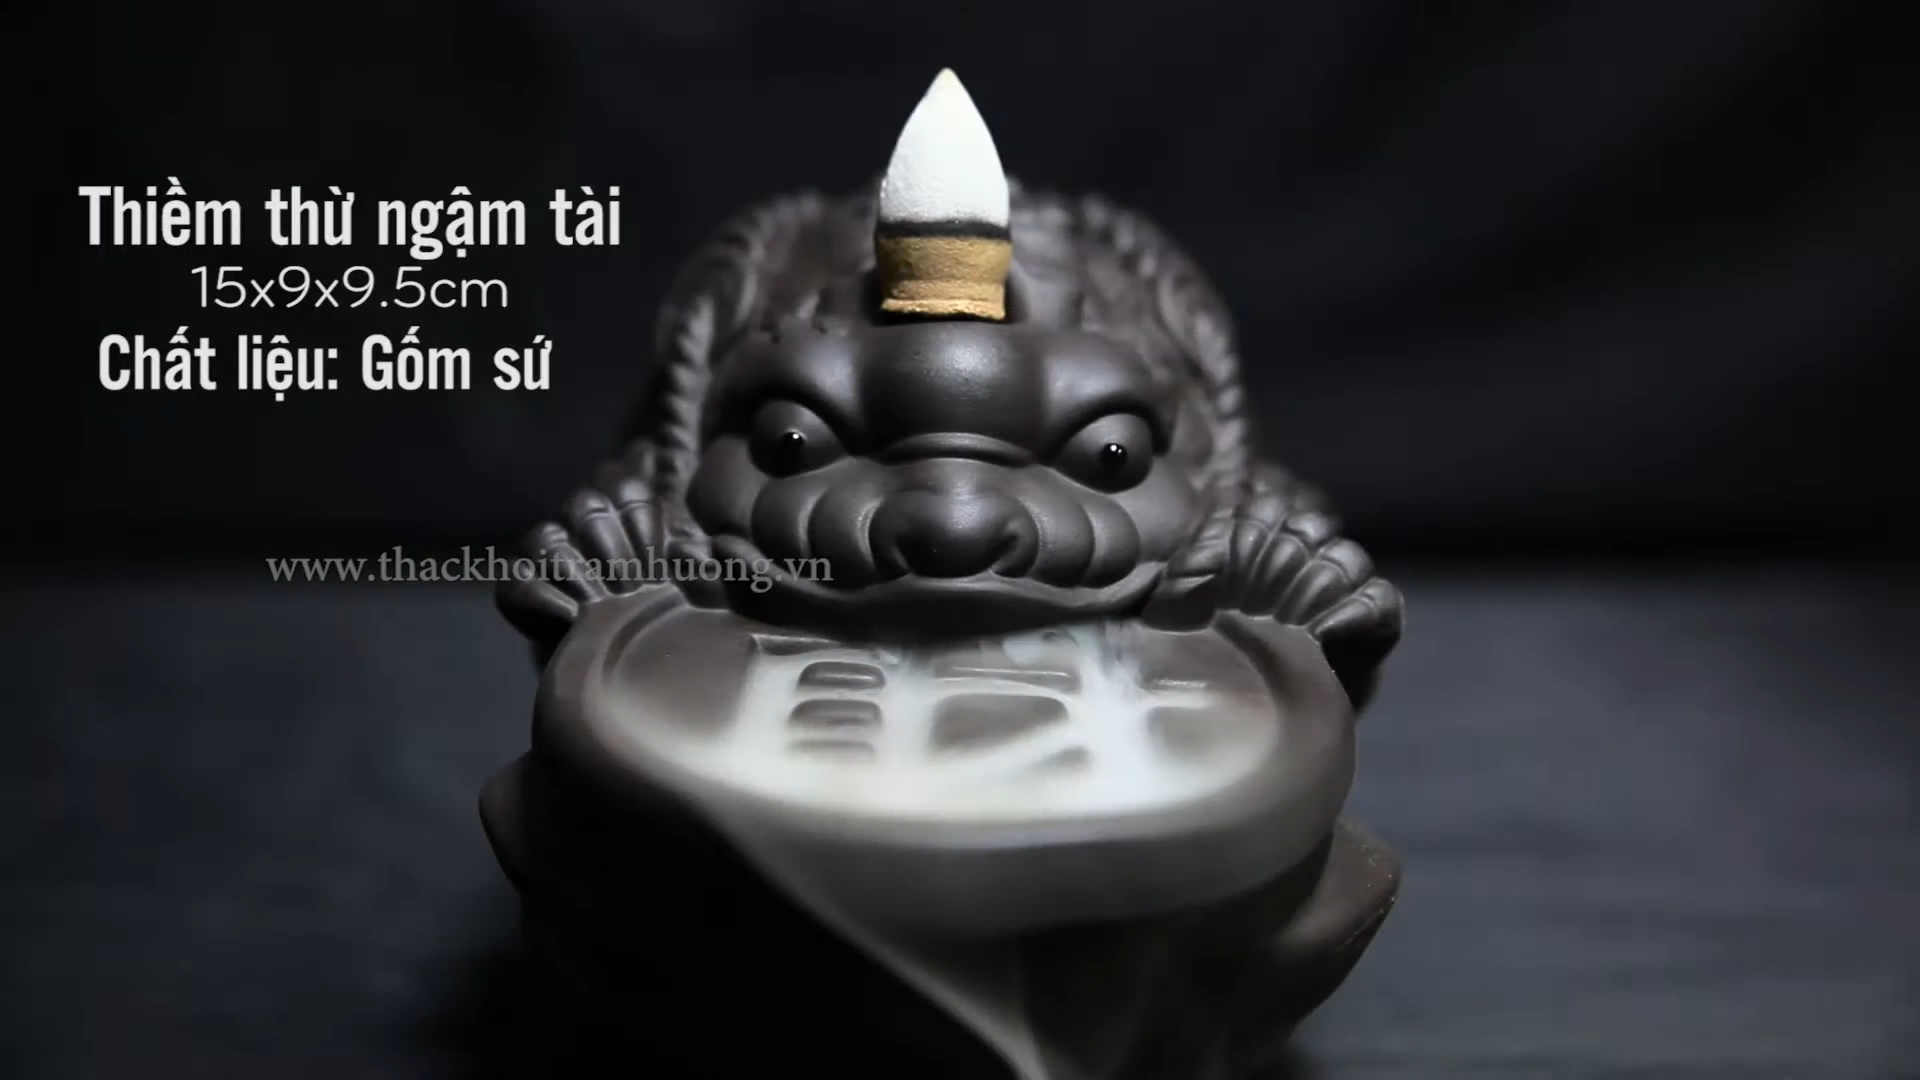 Thiềm thừ ngậm tài
15x9x9.5cm
Chất liệu: Gốm sứ
www.thackhoitramhuong.vn